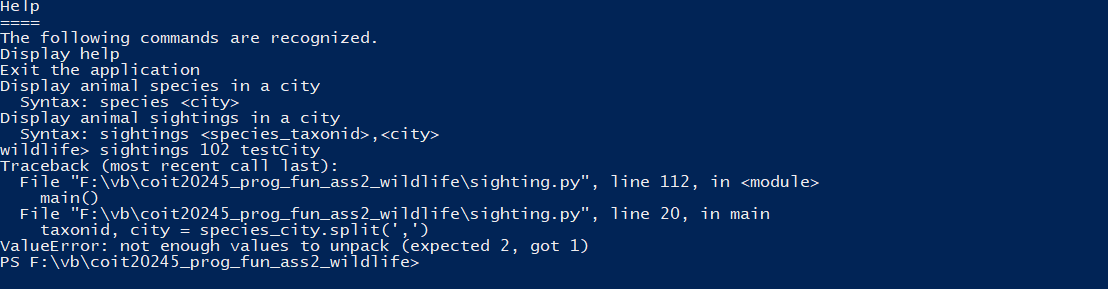 Help
====
The following commands are recognized.
Display help
Exit the application
Display animal species in a city
  Syntax: species <city>
Display animal sightings in a city
  Syntax: sightings <species_taxonid>,<city>
wildlife> sightings 102 testCity
Traceback (most recent call last):
  File "F:\vb\coit20245_prog_fun_ass2_wildlife\sighting.py", line 112, in <module>
    main()
  File "F:\vb\coit20245_prog_fun_ass2_wildlife\sighting.py", line 20, in main
    taxonid, city = species_city.split(',')
ValueError: not enough values to unpack (expected 2, got 1)
PS F:\vb\coit20245_prog_fun_ass2_wildlife>